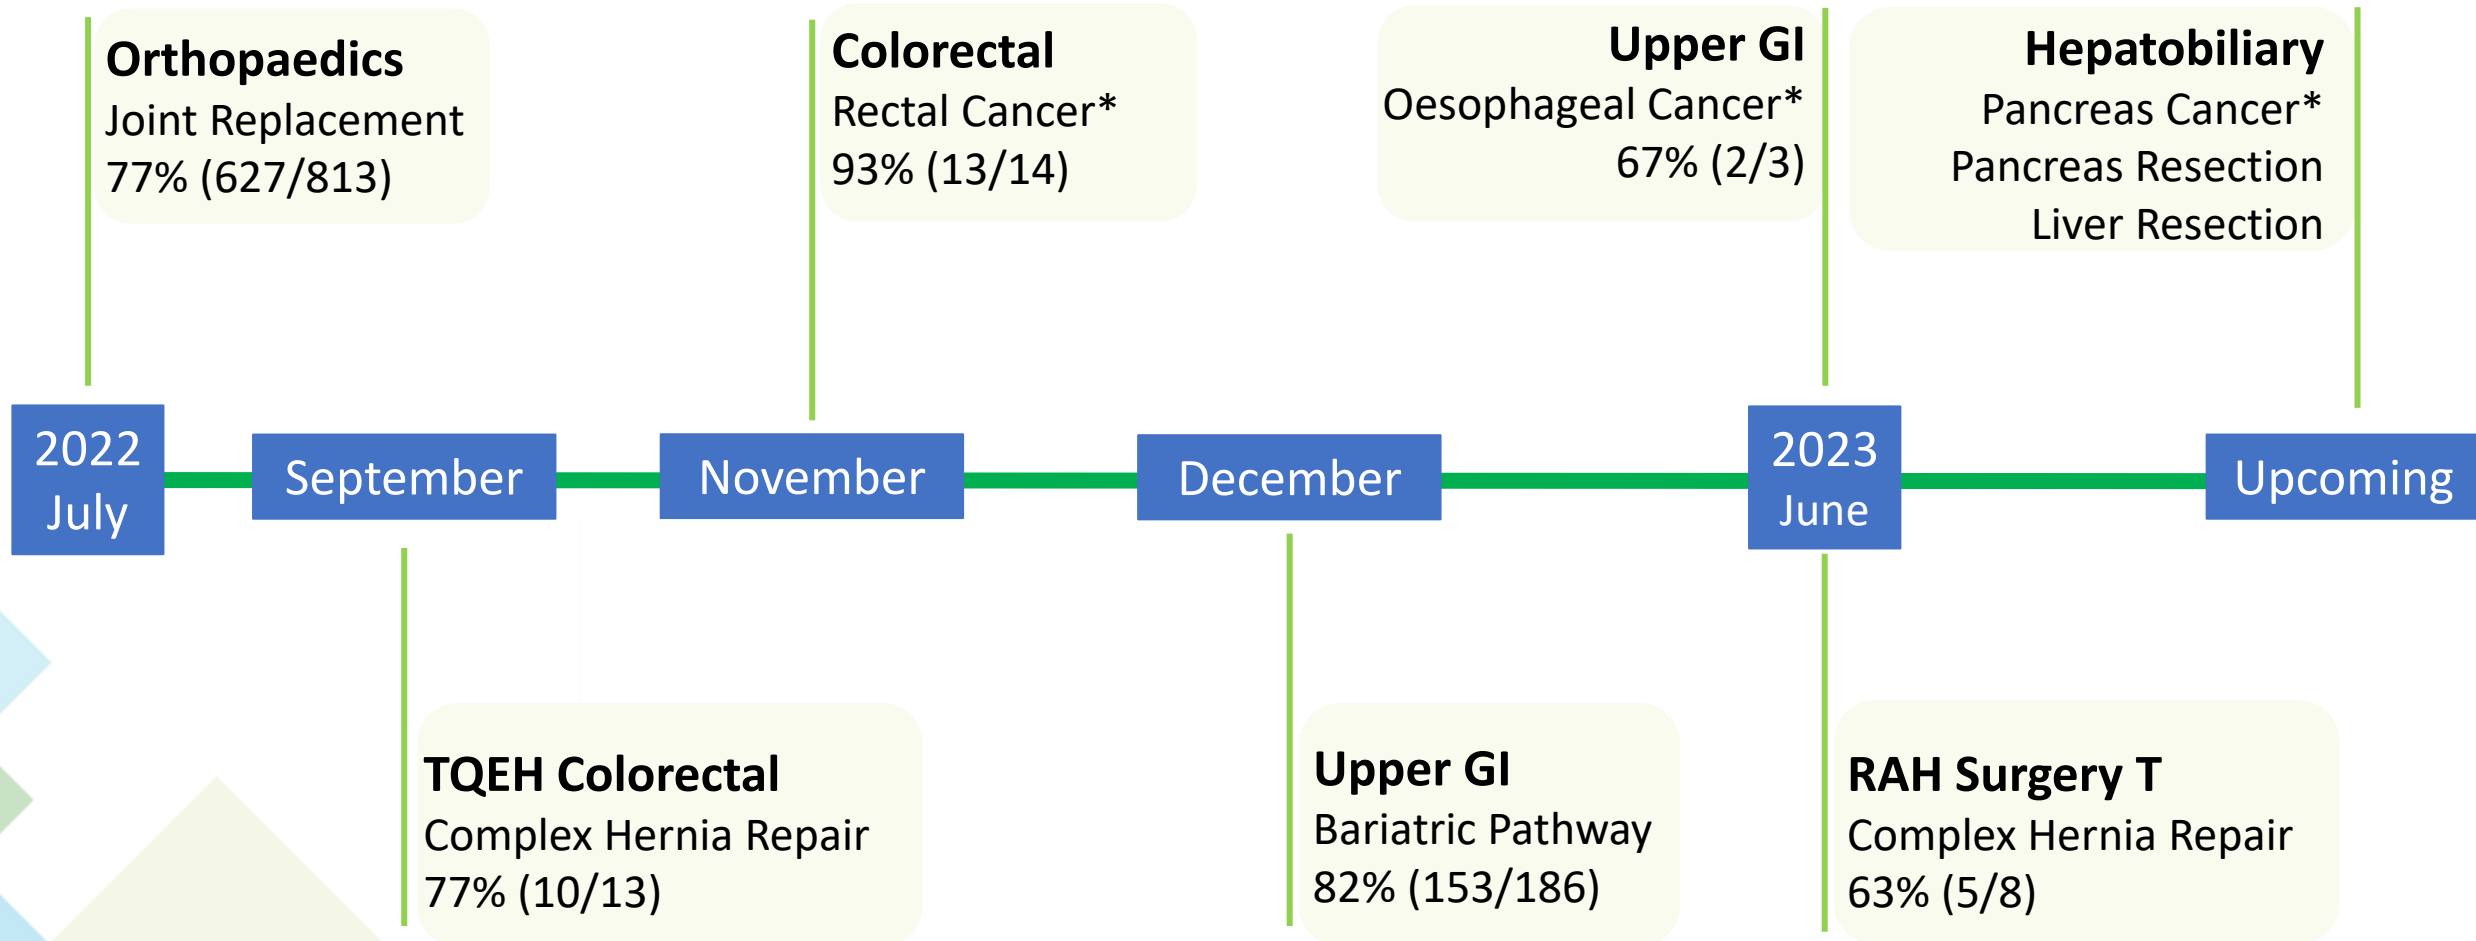 Orthopaedics
Joint Replacement
77% (627/813)
Colorectal
Rectal Cancer*
93% (13/14)
Upper GI
Oesophageal Cancer*
67% (2/3)
Hepatobiliary
Pancreas Cancer*
Pancreas Resection
Liver Resection
2022
July
September
November
December
2023
June
Upcoming
TQEH Colorectal
Complex Hernia Repair
77% (10/13)
Upper GI
Bariatric Pathway
82% (153/186)
RAH Surgery T
Complex Hernia Repair
63% (5/8)